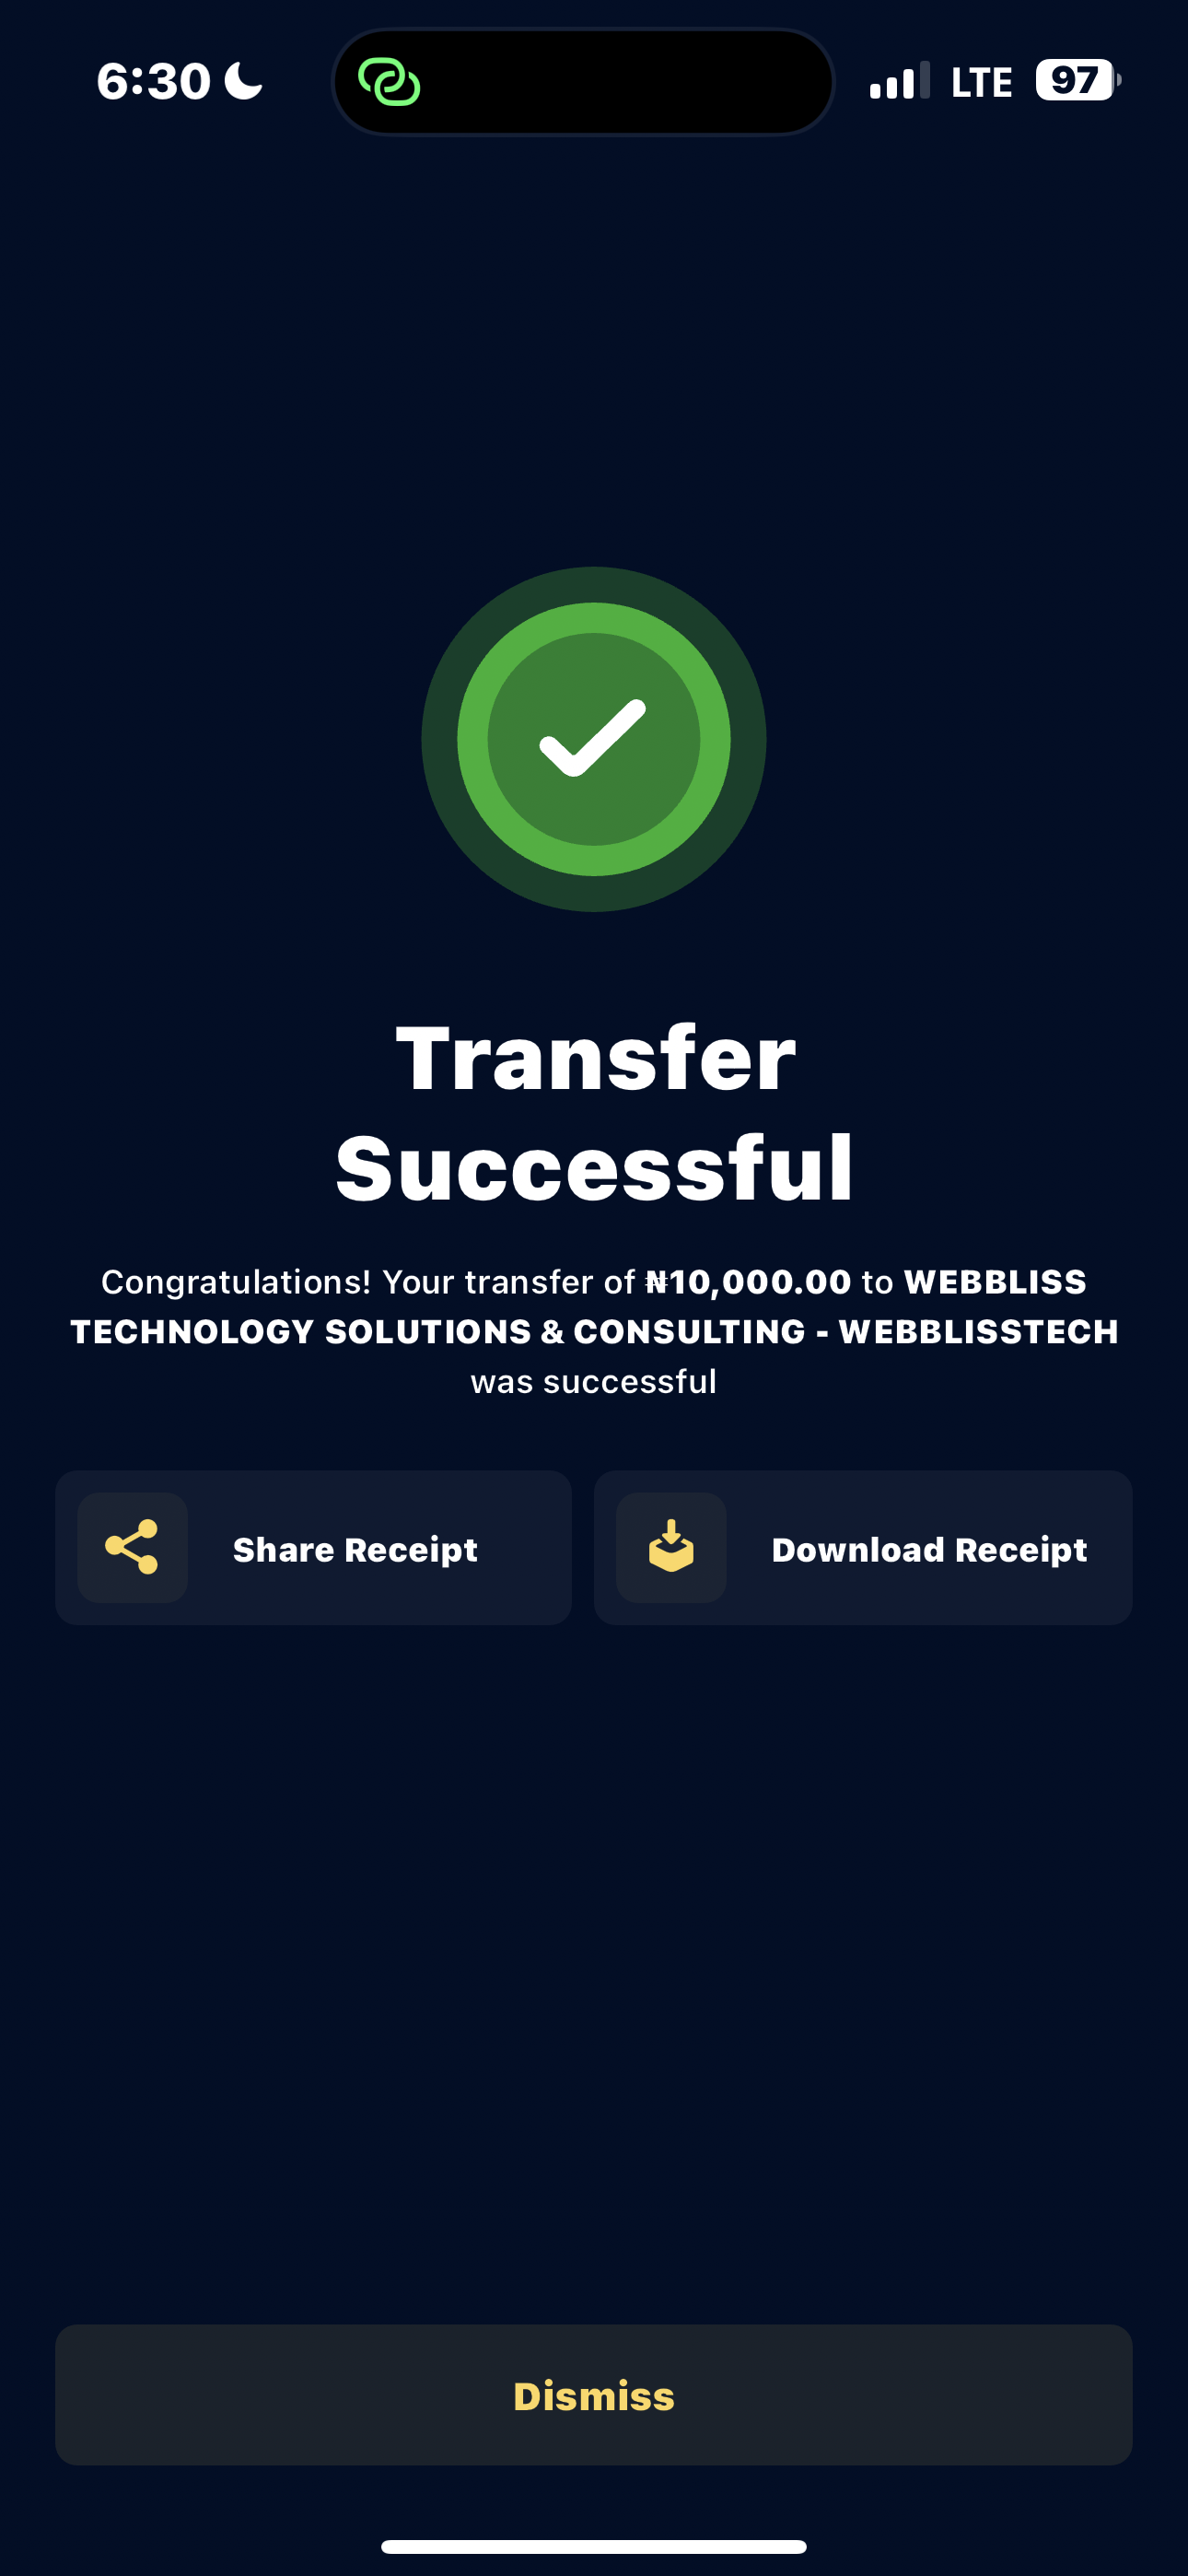 6:30 LTE 97
Transfer
Successful
Congratulations! Your transfer of ₦10,000.00 to WEBBLISS
TECHNOLOGY SOLUTIONS & CONSULTING - WEBBLISSTECH
was successful
Share Receipt Download Receipt
Dismiss